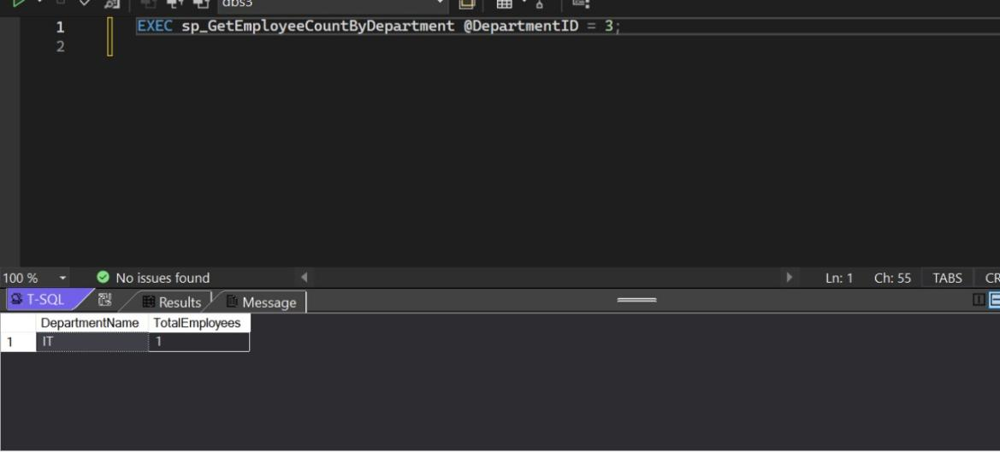 dbs3
1 EXEC sp_GetEmployeeCountByDepartment @DepartmentID = 3;
2
100 % No issues found Ln: 1 Ch: 55 TABS CR
T-SQL Results Message
DepartmentName TotalEmployees
1 IT 1